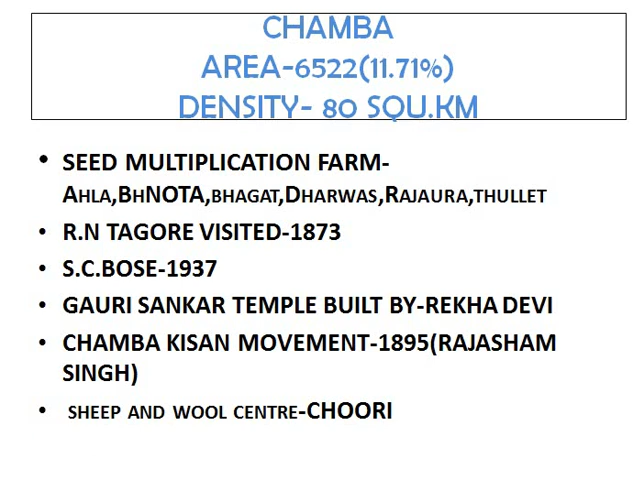 CHAMBA
AREA-6522(11.71%)
DENSITY- 80 SQU.KM
• SEED MULTIPLICATION FARM-
AHLA,BHNOTA,BHAGAT,DHARWAS,RAJAURA,THULLET
• R.N TAGORE VISITED-1873
• S.C.BOSE-1937
• GAURI SANKAR TEMPLE BUILT BY-REKHA DEVI
• CHAMBA KISAN MOVEMENT-1895(RAJASHAM
SINGH)
• SHEEP AND WOOL CENTRE-CHOORI